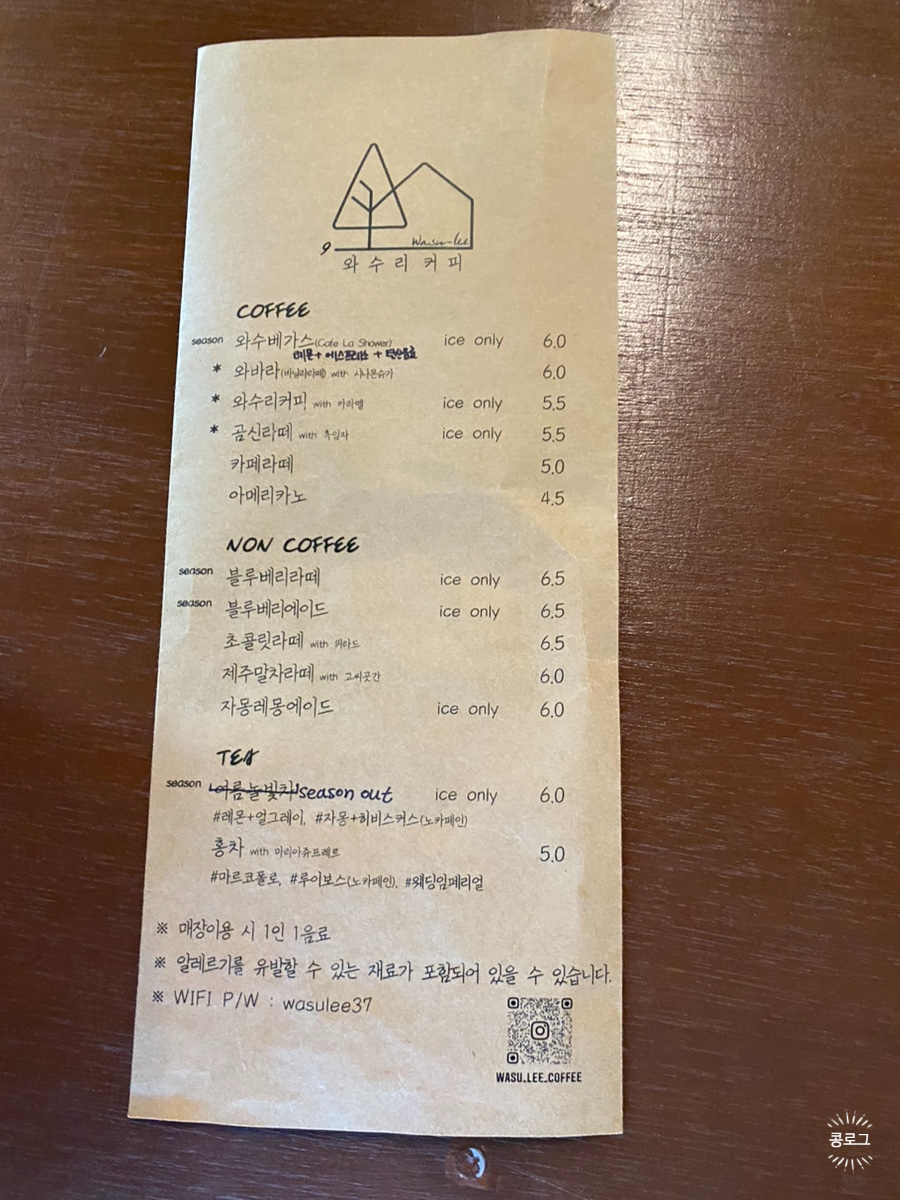 Wasu-lee
와수리커피
COFFEE
season 와수베가스(Cafe La Shower) ice only 6.0
레몬+에스프레소+탄산음료
* 와바라(바닐라라떼) with 시나몬슈가 6.0
* 와수리커피 with 카라멜 ice only 5.5
* 곰신라떼 with 흑임자 ice only 5.5
카페라떼 5.0
아메리카노 4.5
NON COFFEE
season 블루베리라떼 ice only 6.5
season 블루베리에이드 ice only 6.5
초콜릿라떼 with 퀴라드 6.5
제주말차라떼 with 고씨곳간 6.0
자몽레몽에이드 ice only 6.0
TEA
season 여름눌빛차 season out ice only 6.0
#레몬+얼그레이, #자몽+히비스커스(노카페인)
홍차 with 마리아쥬프레르 5.0
#마르코폴로, #루이보스(노카페인), #웨딩임페리얼
※ 매장이용 시 1인 1음료
※ 알레르기를 유발할 수 있는 재료가 포함되어 있을 수 있습니다.
※ WIFI P/W : wasulee37
WASU_LEE_COFFEE
콩로그